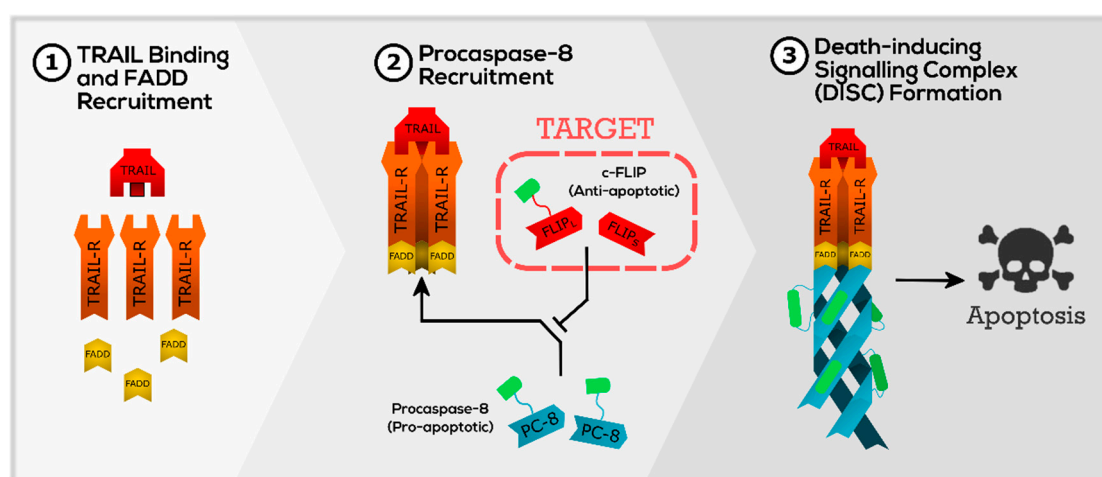 1
TRAIL Binding
and FADD
Recruitment
TRAIL
TRAIL-R
TRAIL-R
TRAIL-R
FADD
FADD
FADD
2
Procaspase-8
Recruitment
TRAIL
TRAIL-R
TRAIL-R
FADD
FADD
TARGET
c-FLIP
(Anti-apoptotic)
FLIPL
FLIPS
Procaspase-8
(Pro-apoptotic)
PC-8
PC-8
3
Death-inducing
Signalling Complex
(DISC) Formation
TRAIL
TRAIL-R
TRAIL-R
FADD
FADD
Apoptosis